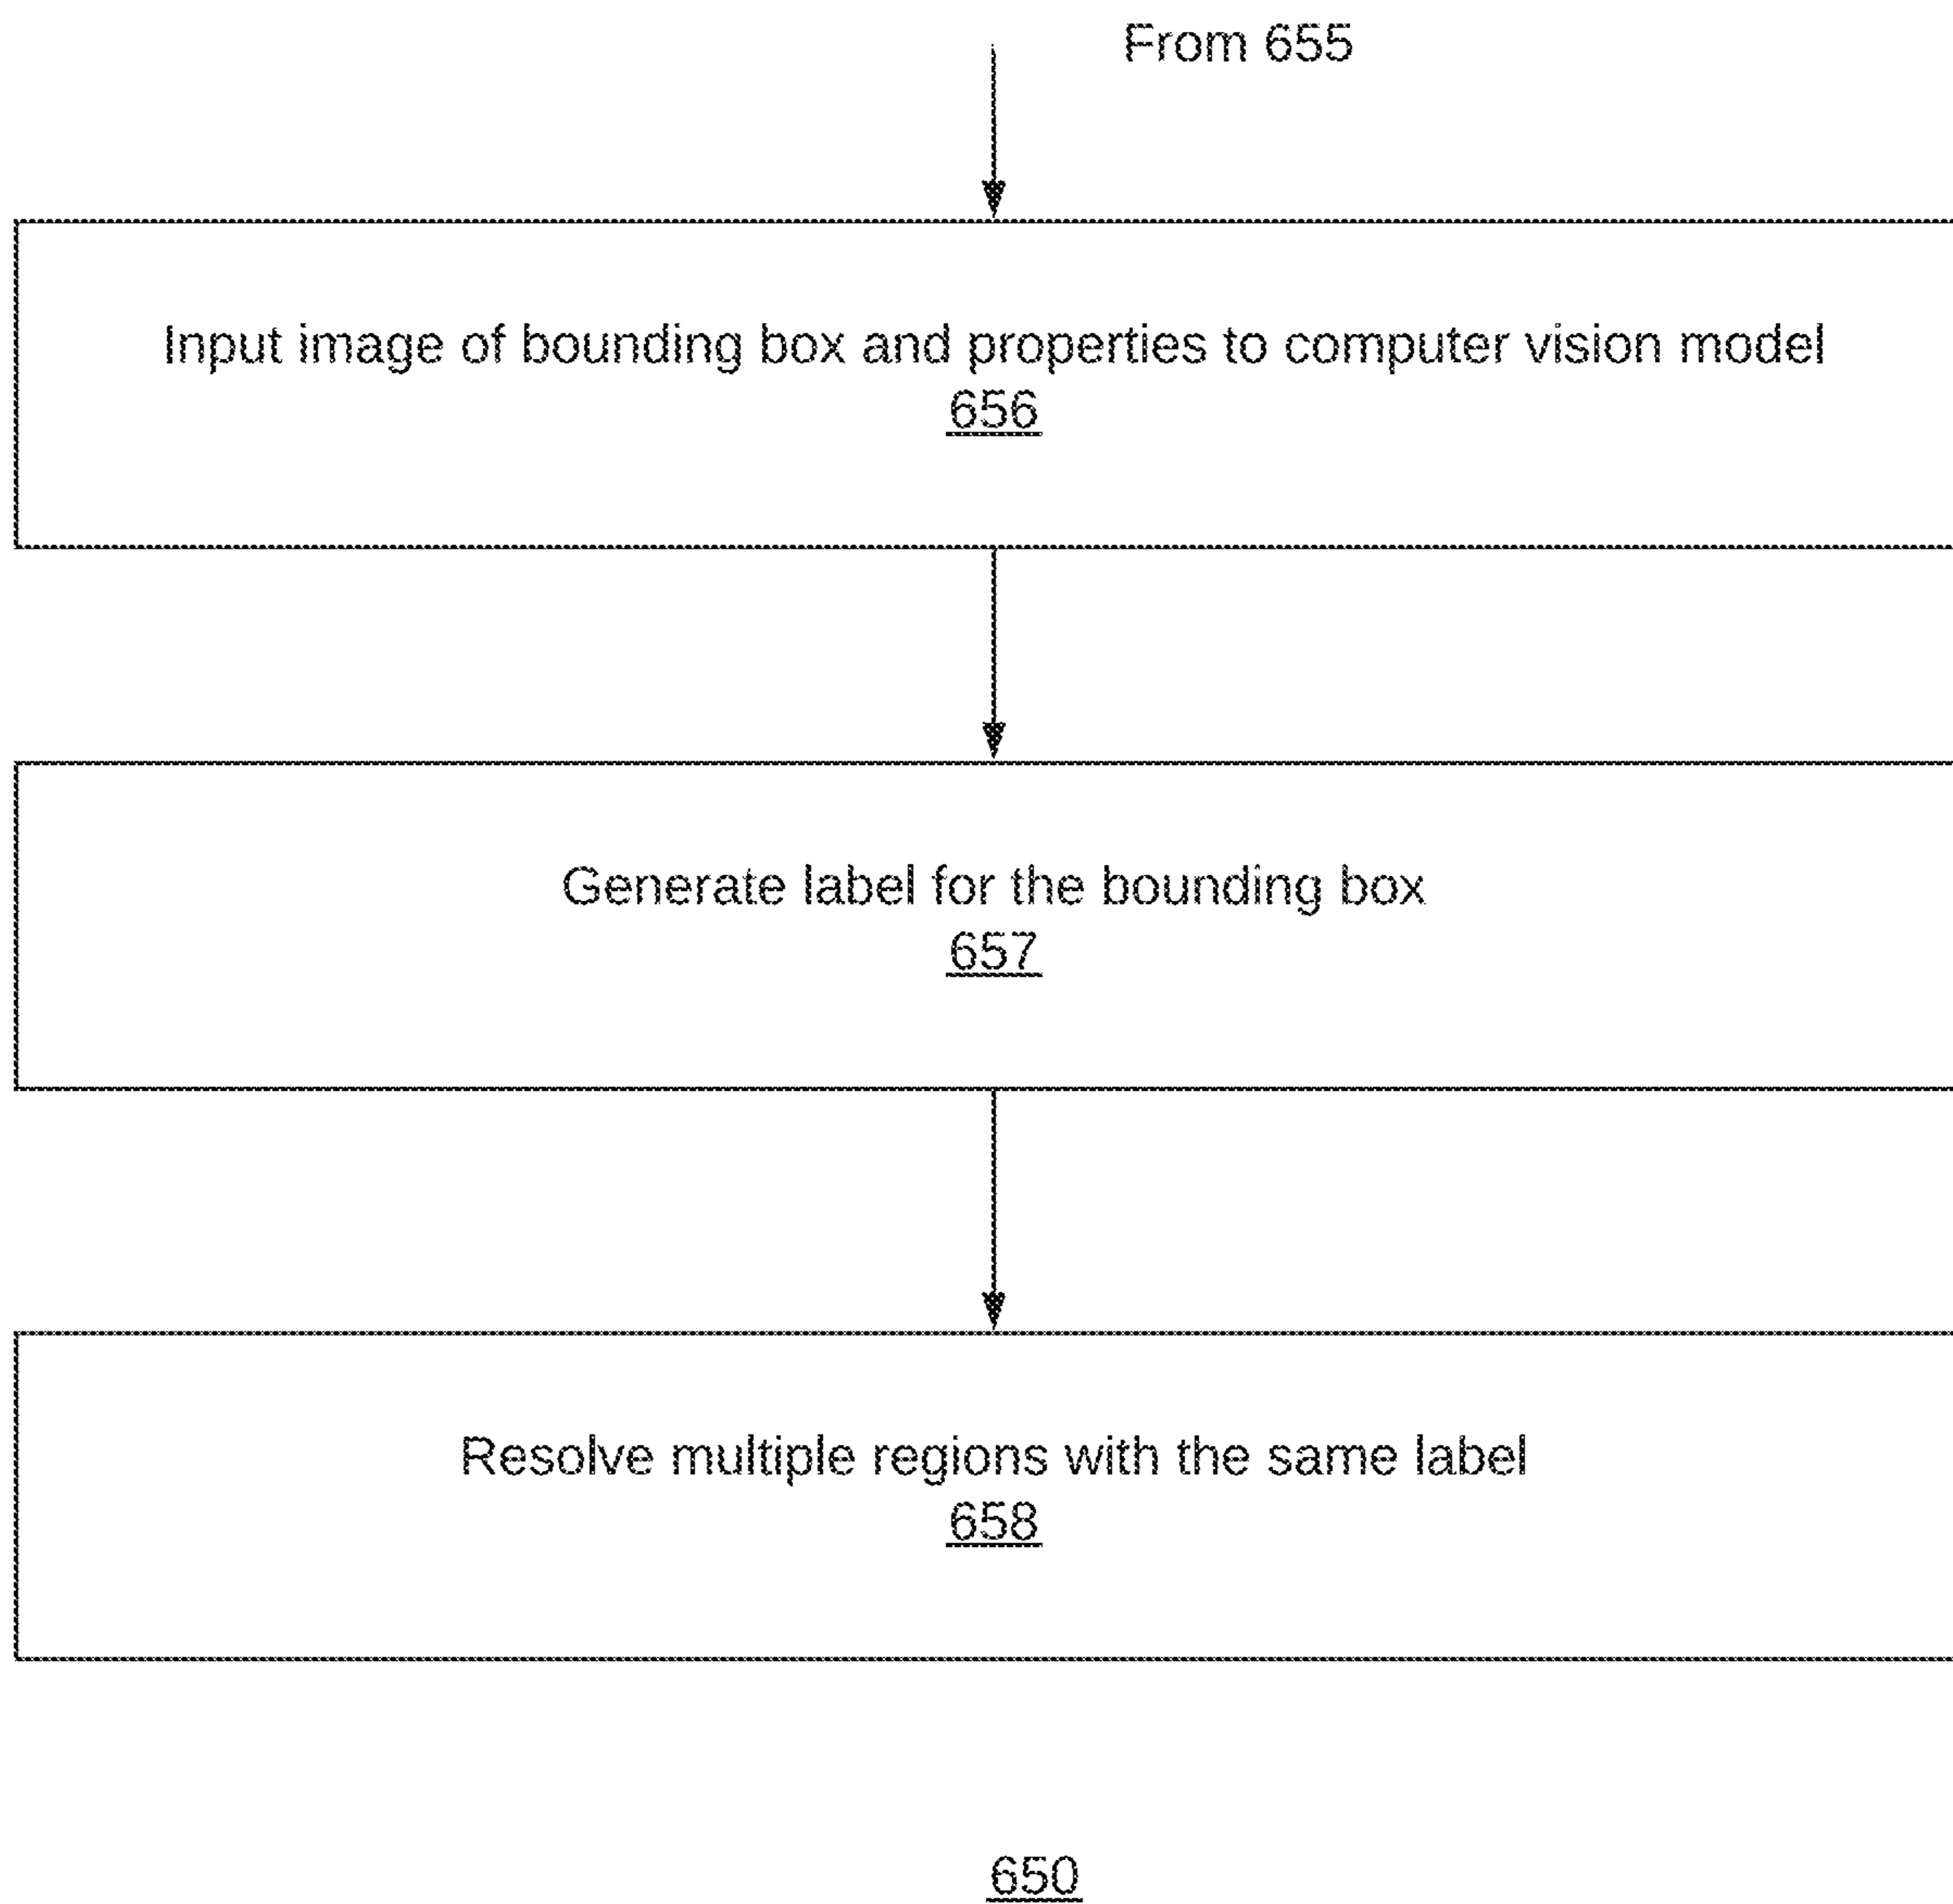 From 655
Input image of bounding box and properties to computer vision model
656
Generate label for the bounding box
657
Resolve multiple regions with the same label
658
650